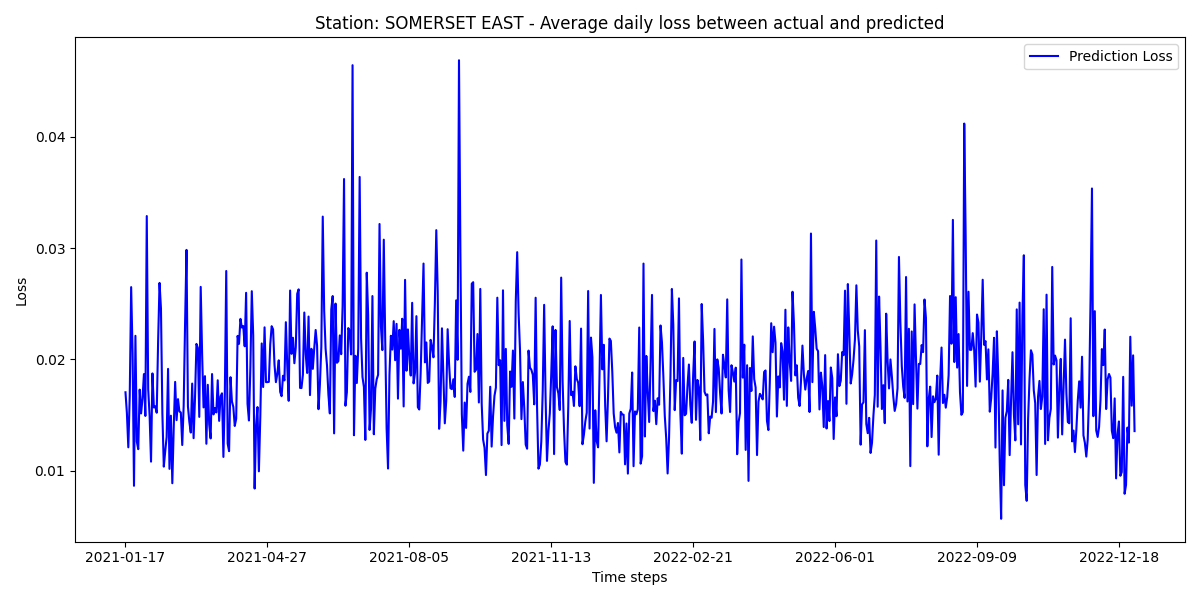 Station: SOMERSET EAST - Average daily loss between actual and predicted
Prediction Loss
Loss
0.04
0.03
0.02
0.01
2021-01-17 2021-04-27 2021-08-05 2021-11-13 2022-02-21 2022-06-01 2022-09-09 2022-12-18
Time steps